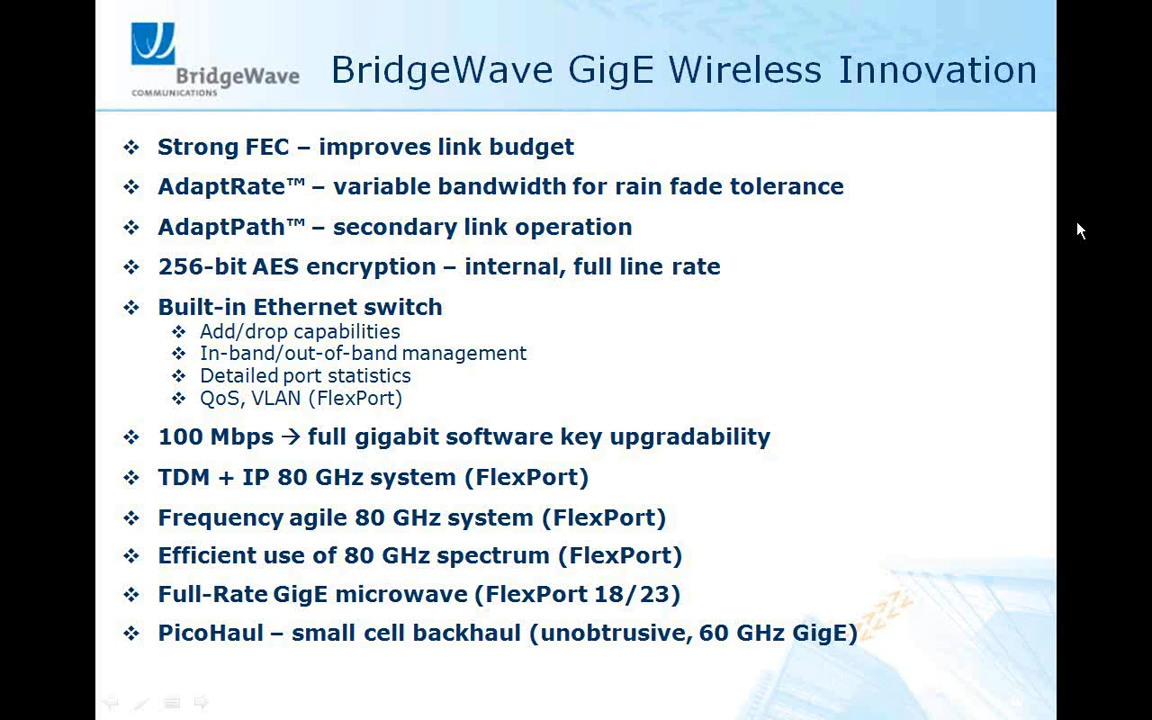 BridgeWave
COMMUNICATIONS
BridgeWave GigE Wireless Innovation
Strong FEC – improves link budget
AdaptRate™ – variable bandwidth for rain fade tolerance
AdaptPath™ – secondary link operation
256-bit AES encryption – internal, full line rate
Built-in Ethernet switch
Add/drop capabilities
In-band/out-of-band management
Detailed port statistics
QoS, VLAN (FlexPort)
100 Mbps → full gigabit software key upgradability
TDM + IP 80 GHz system (FlexPort)
Frequency agile 80 GHz system (FlexPort)
Efficient use of 80 GHz spectrum (FlexPort)
Full-Rate GigE microwave (FlexPort 18/23)
PicoHaul – small cell backhaul (unobtrusive, 60 GHz GigE)